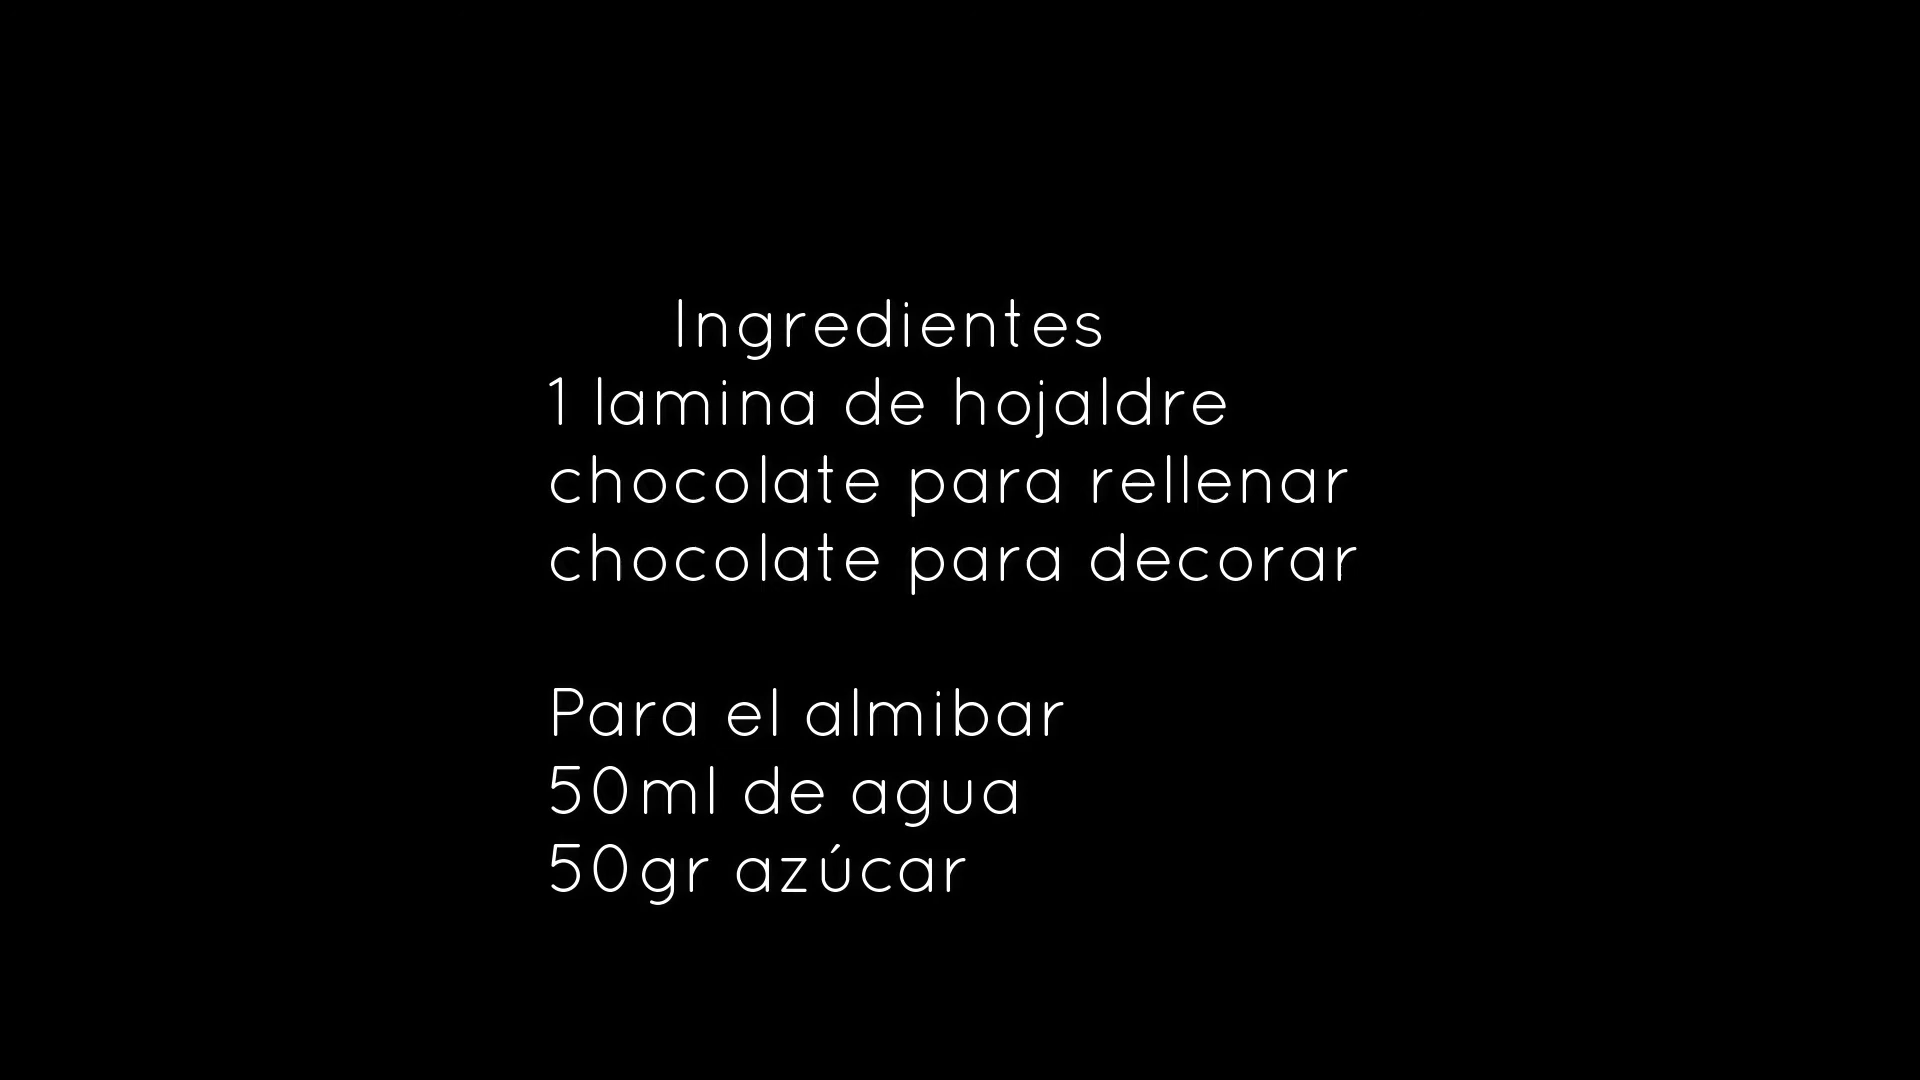 Ingredientes
1 lamina de hojaldre
chocolate para rellenar
chocolate para decorar
Para el almibar
50ml de agua
50gr azúcar